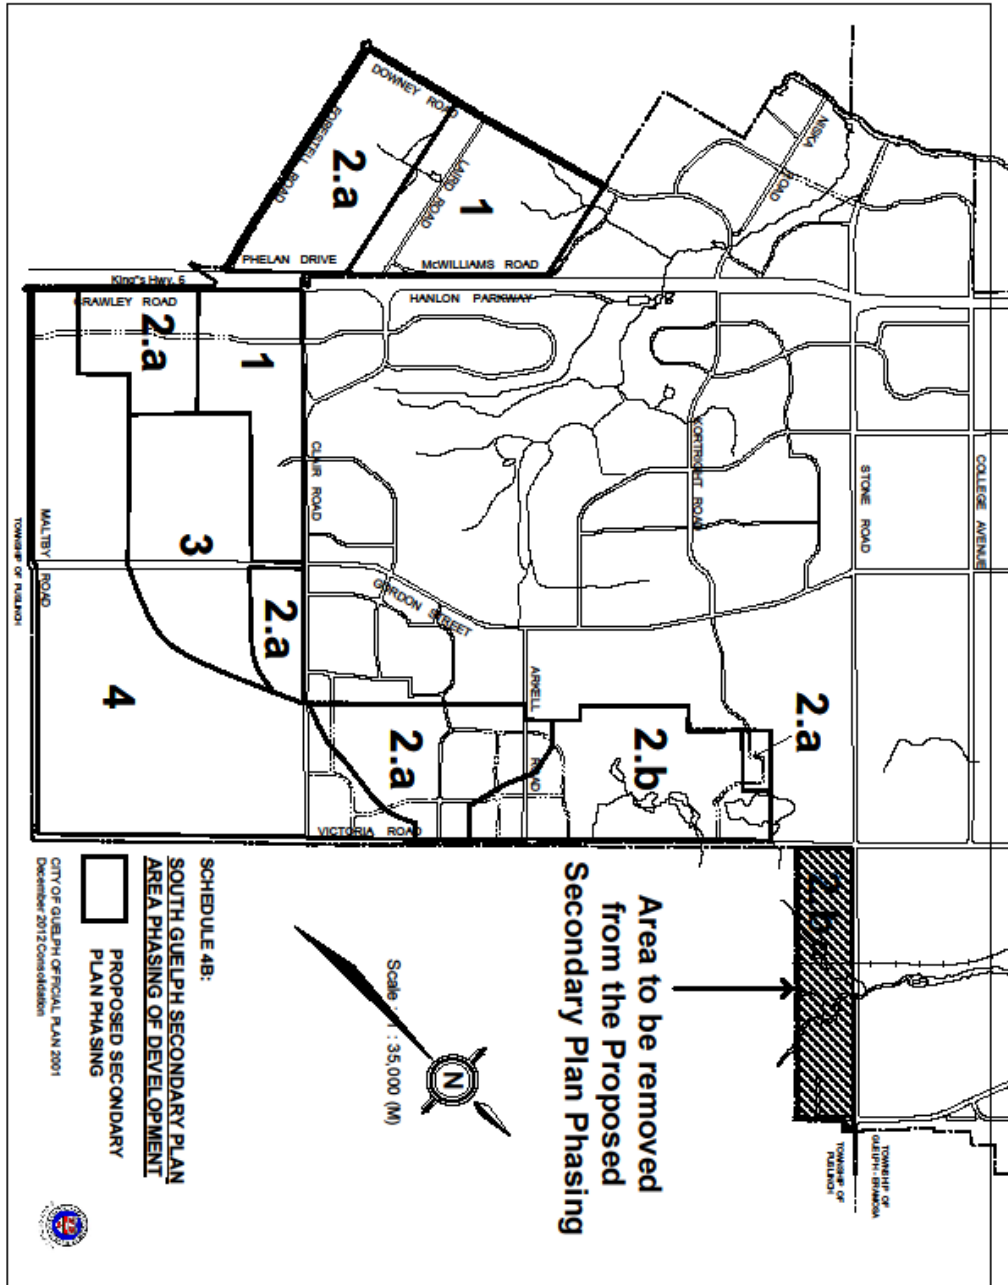 DOWNEY ROAD
FORESTELL ROAD
2.a
LAIRD ROAD
1
NISKA ROAD
PHELAN DRIVE
McWILLIAMS ROAD
King"s Hwy. 6
CRAWLEY ROAD
HANLON PARKWAY
2.a
1
CLAIR ROAD
KORTRIGHT ROAD
STONE ROAD
COLLEGE AVENUE
MALTBY ROAD
TOWNSHIP OF PUSLINCH
3
GORDON STREET
2.a
4
ARKELL ROAD
2.a
2.b
2.a
VICTORIA ROAD
2.b
Area to be removed
from the Proposed
Secondary Plan Phasing
TOWNSHIP OF
GUELPH - ERAMOSA
TOWNSHIP OF
PUSLINCH
Scale : 1 : 35,000 (M)
N
SCHEDULE 4B:
SOUTH GUELPH SECONDARY PLAN
AREA PHASING OF DEVELOPMENT
PROPOSED SECONDARY
PLAN PHASING
CITY OF GUELPH OFFICIAL PLAN 2001
December 2012 Consolidation